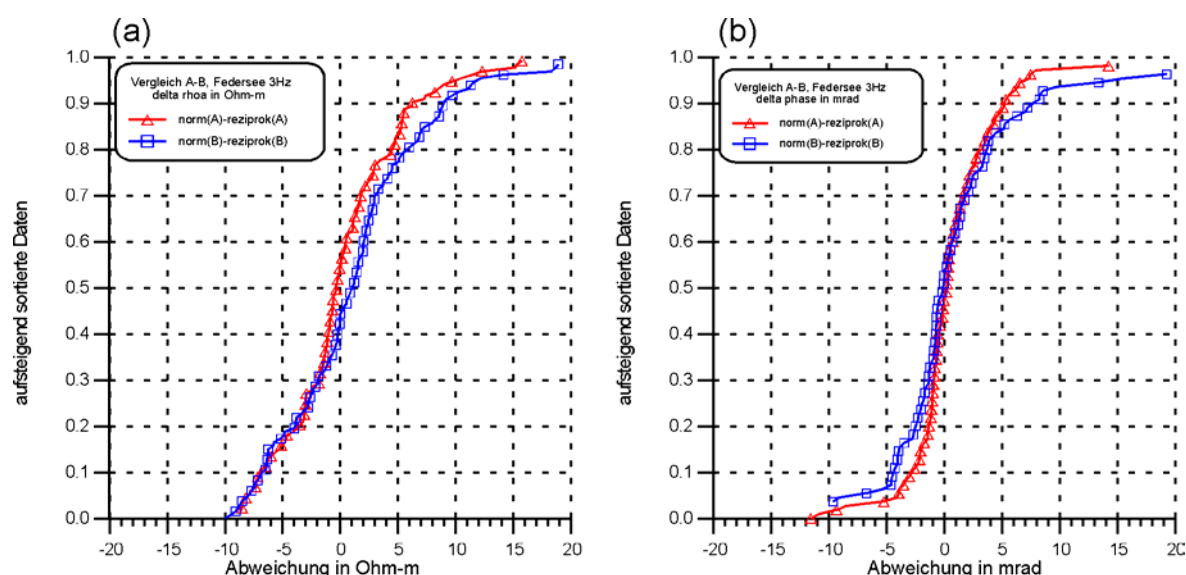 (a)
1.0
0.9
0.8
0.7
0.6
0.5
0.4
0.3
0.2
0.1
0.0
aufsteigend sortierte Daten
Vergleich A-B, Federsee 3Hz
delta rhoa in Ohm-m
norm(A)-reziprok(A)
norm(B)-reziprok(B)
-20 -15 -10 -5 0 5 10 15 20
Abweichung in Ohm-m
(b)
1.0
0.9
0.8
0.7
0.6
0.5
0.4
0.3
0.2
0.1
0.0
aufsteigend sortierte Daten
Vergleich A-B, Federsee 3Hz
delta phase in mrad
norm(A)-reziprok(A)
norm(B)-reziprok(B)
-20 -15 -10 -5 0 5 10 15 20
Abweichung in mrad